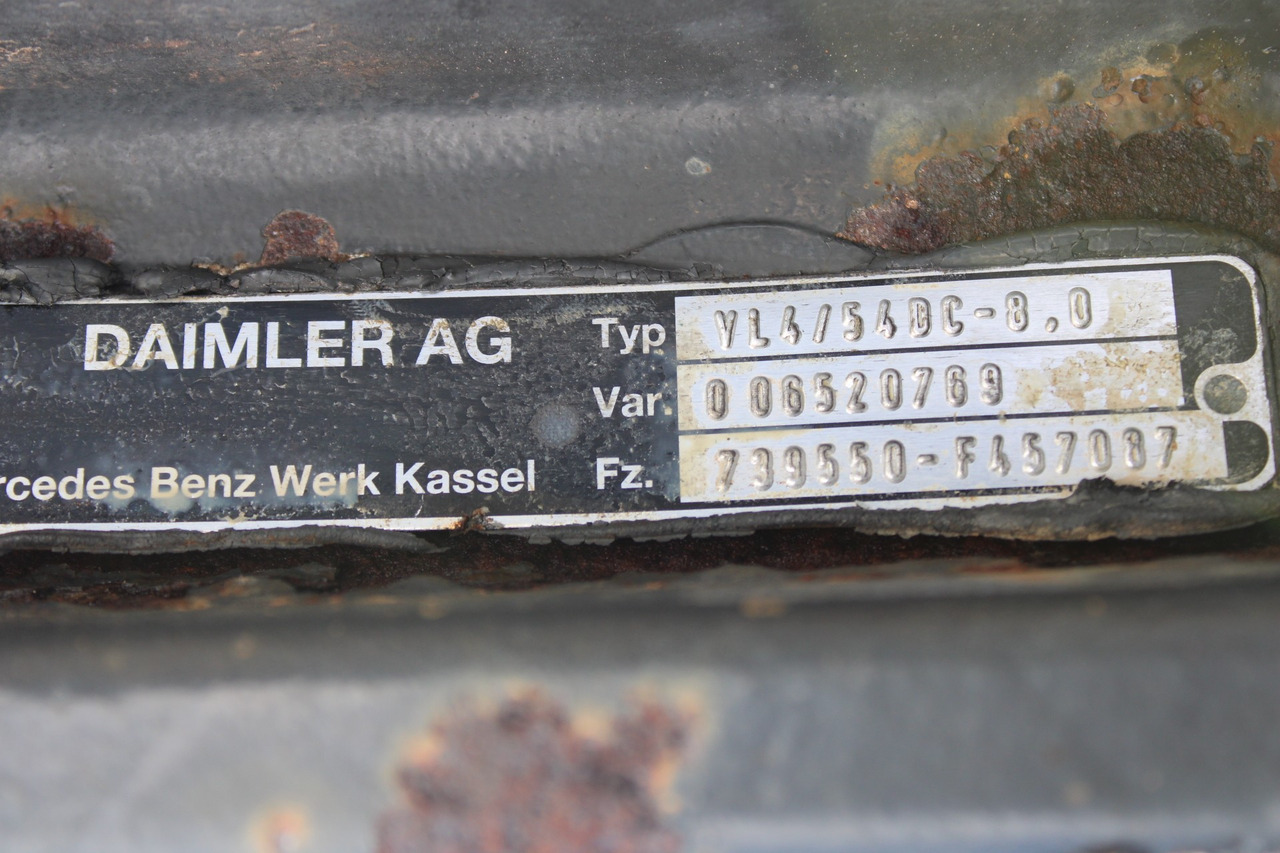 DAIMLER AG
Typ VL4/54DC-8,0
Var. 0 06520769
rcedes Benz Werk Kassel
Fz. 739550-F457087